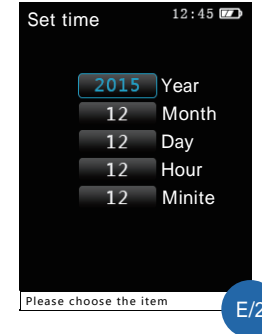 Set time 12:45
2015 Year
12 Month
12 Day
12 Hour
12 Minite
Please choose the item
E/2